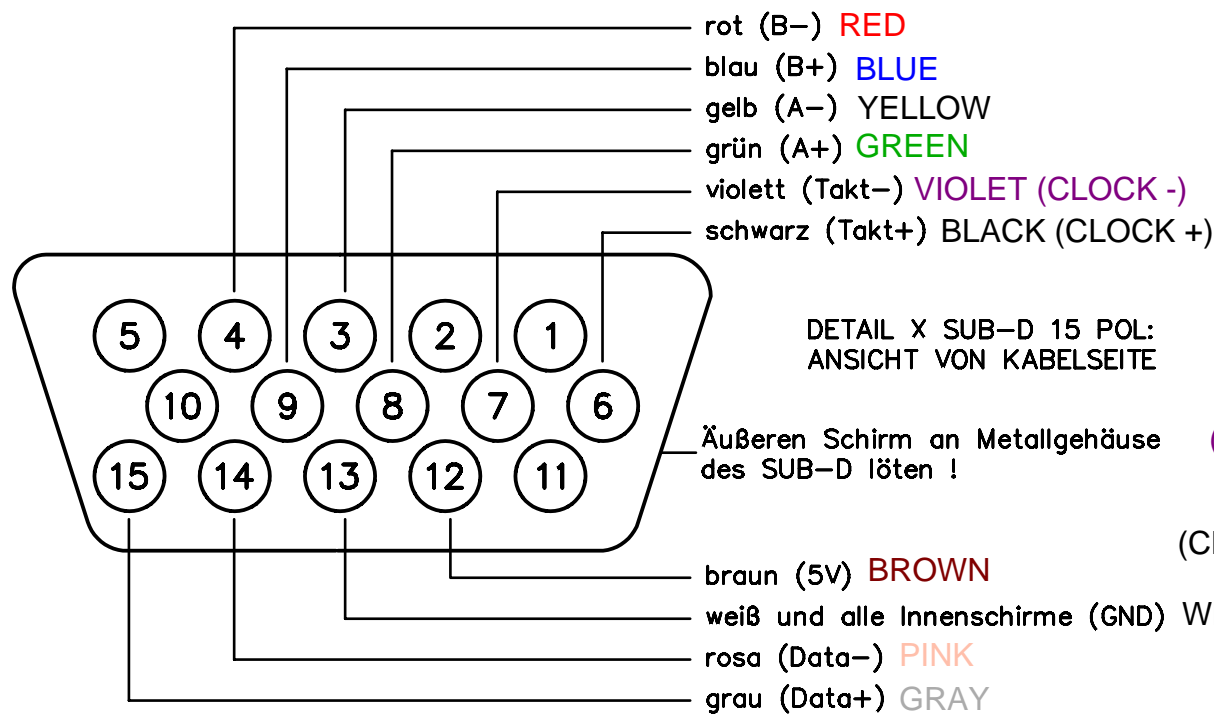 rot (B−) RED
blau (B+) BLUE
gelb (A−) YELLOW
grün (A+) GREEN
violett (Takt−) VIOLET (CLOCK -)
schwarz (Takt+) BLACK (CLOCK +)
5 4 3 2 1
DETAIL X SUB−D 15 POL:
ANSICHT VON KABELSEITE
10 9 8 7 6
Äußeren Schirm an Metallgehäuse
des SUB−D löten !
15 14 13 12 11
braun (5V) BROWN
weiß und alle Innenschirme (GND) W
rosa (Data−) PINK
grau (Data+) GRAY